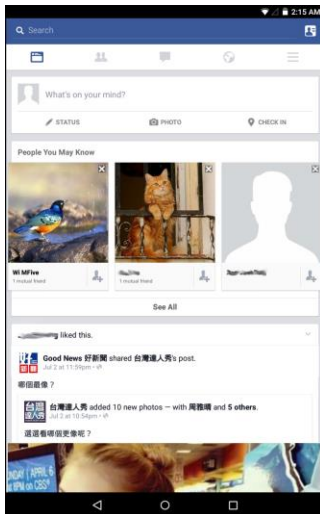 2:15 AM
Search
What's on your mind?
STATUS
PHOTO
CHECK IN
People You May Know
Wi MFive
1 mutual friend
1 mutual friend
See All
liked this.
Good News 好新聞 shared 台灣達人秀's post.
Jul 2 at 11:59pm
哪個最像？
台灣達人秀 added 10 new photos — with 周雅晴 and 5 others.
Jul 2 at 10:54pm
選選看哪個更像呢？
NDAY | APRIL 6
ON CBS